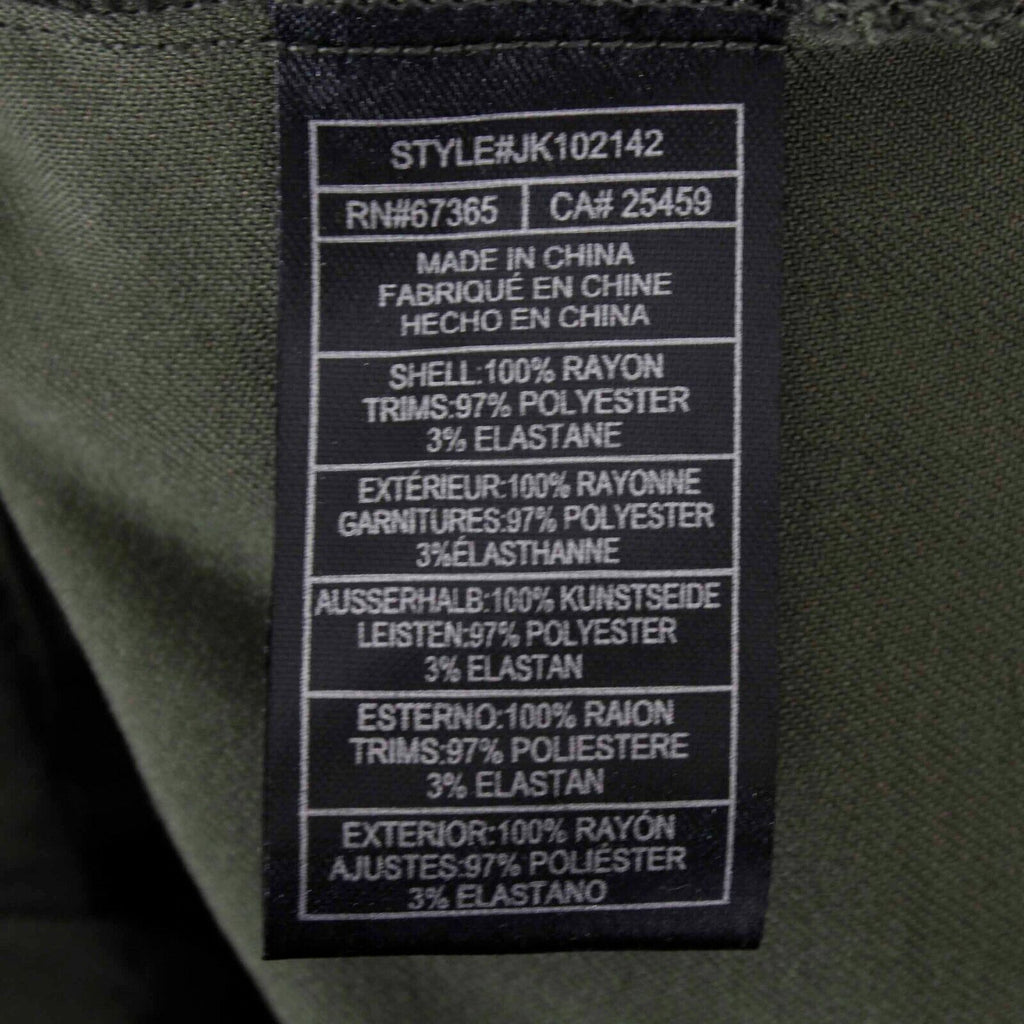 STYLE#JK102142
RN#67365 CA# 25459
MADE IN CHINA
FABRIQUÉ EN CHINE
HECHO EN CHINA
SHELL:100% RAYON
TRIMS:97% POLYESTER
3% ELASTANE
EXTÉRIEUR:100% RAYONNE
GARNITURES:97% POLYESTER
3%ÉLASTHANNE
AUSSERHALB:100% KUNSTSEIDE
LEISTEN:97% POLYESTER
3% ELASTAN
ESTERNO:100% RAION
TRIMS:97% POLIESTERE
3% ELASTAN
EXTERIOR:100% RAYÓN
AJUSTES:97% POLIÉSTER
3% ELASTANO